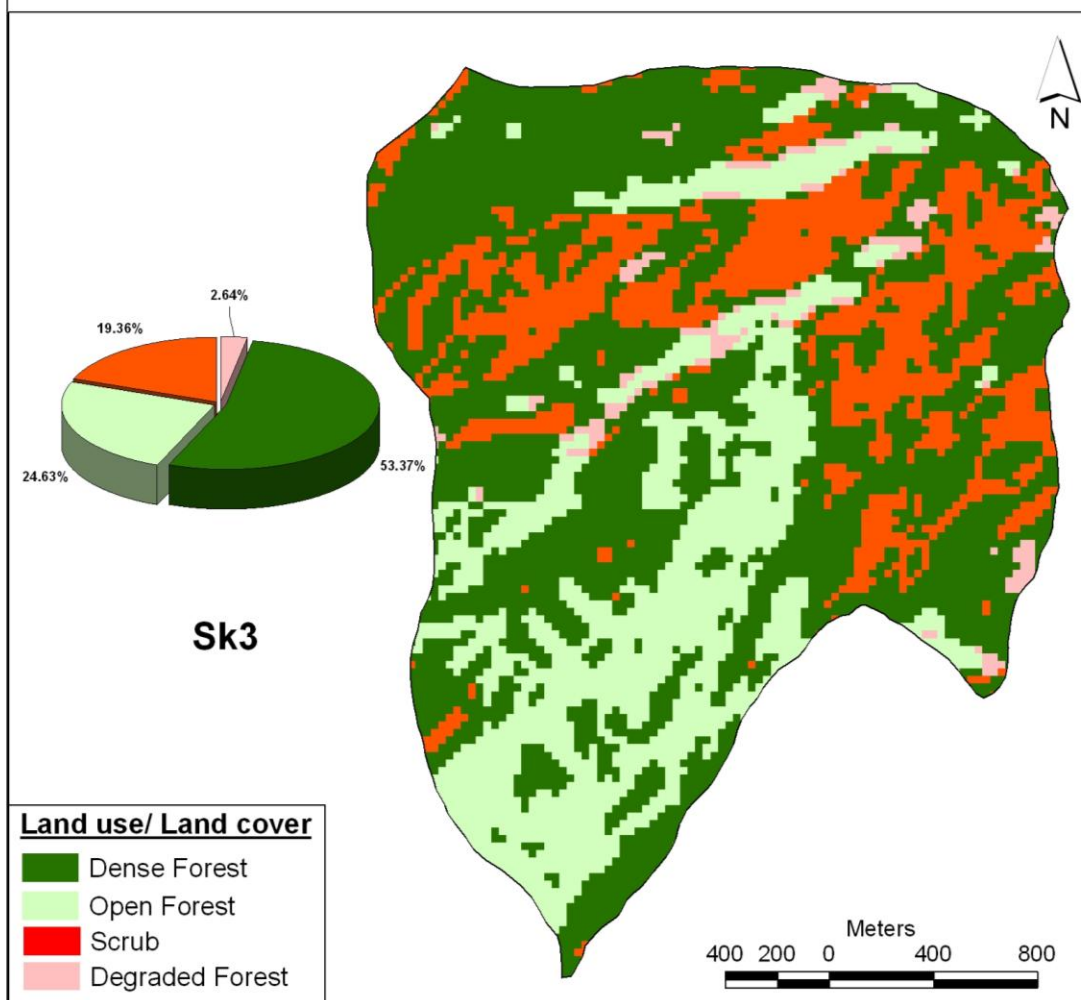 N
2.64%
19.36%
24.63%
53.37%
Sk3
Land use/ Land cover
Dense Forest
Open Forest
Scrub
Degraded Forest
Meters
400 200 0 400 800